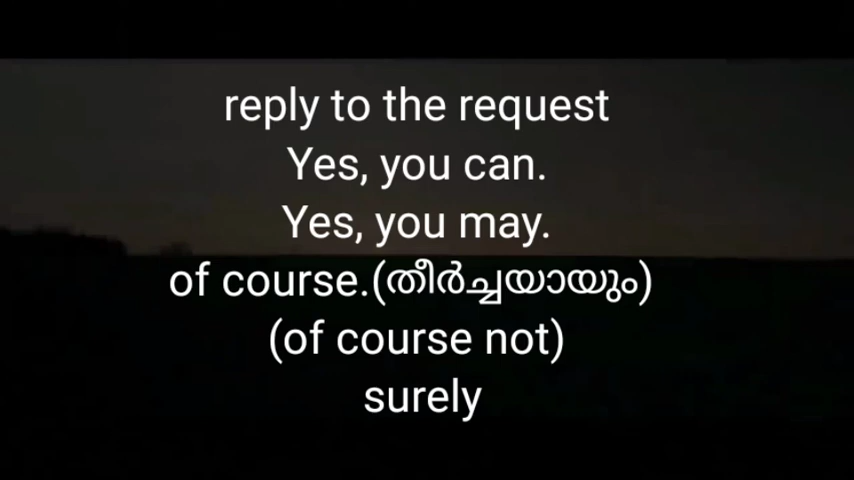 reply to the request
Yes, you can.
Yes, you may.
of course.(തീർച്ചയായും)
(of course not)
surely